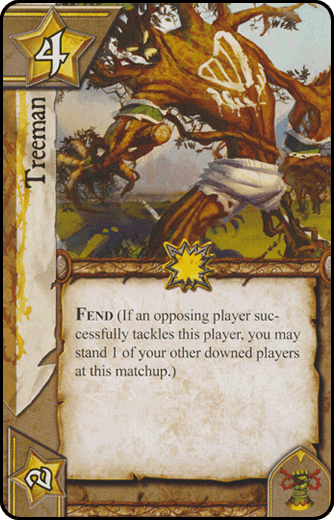 4
Treeman
FEND (If an opposing player suc-
cessfully tackles this player, you may
stand 1 of your other downed players
at this matchup.)
2